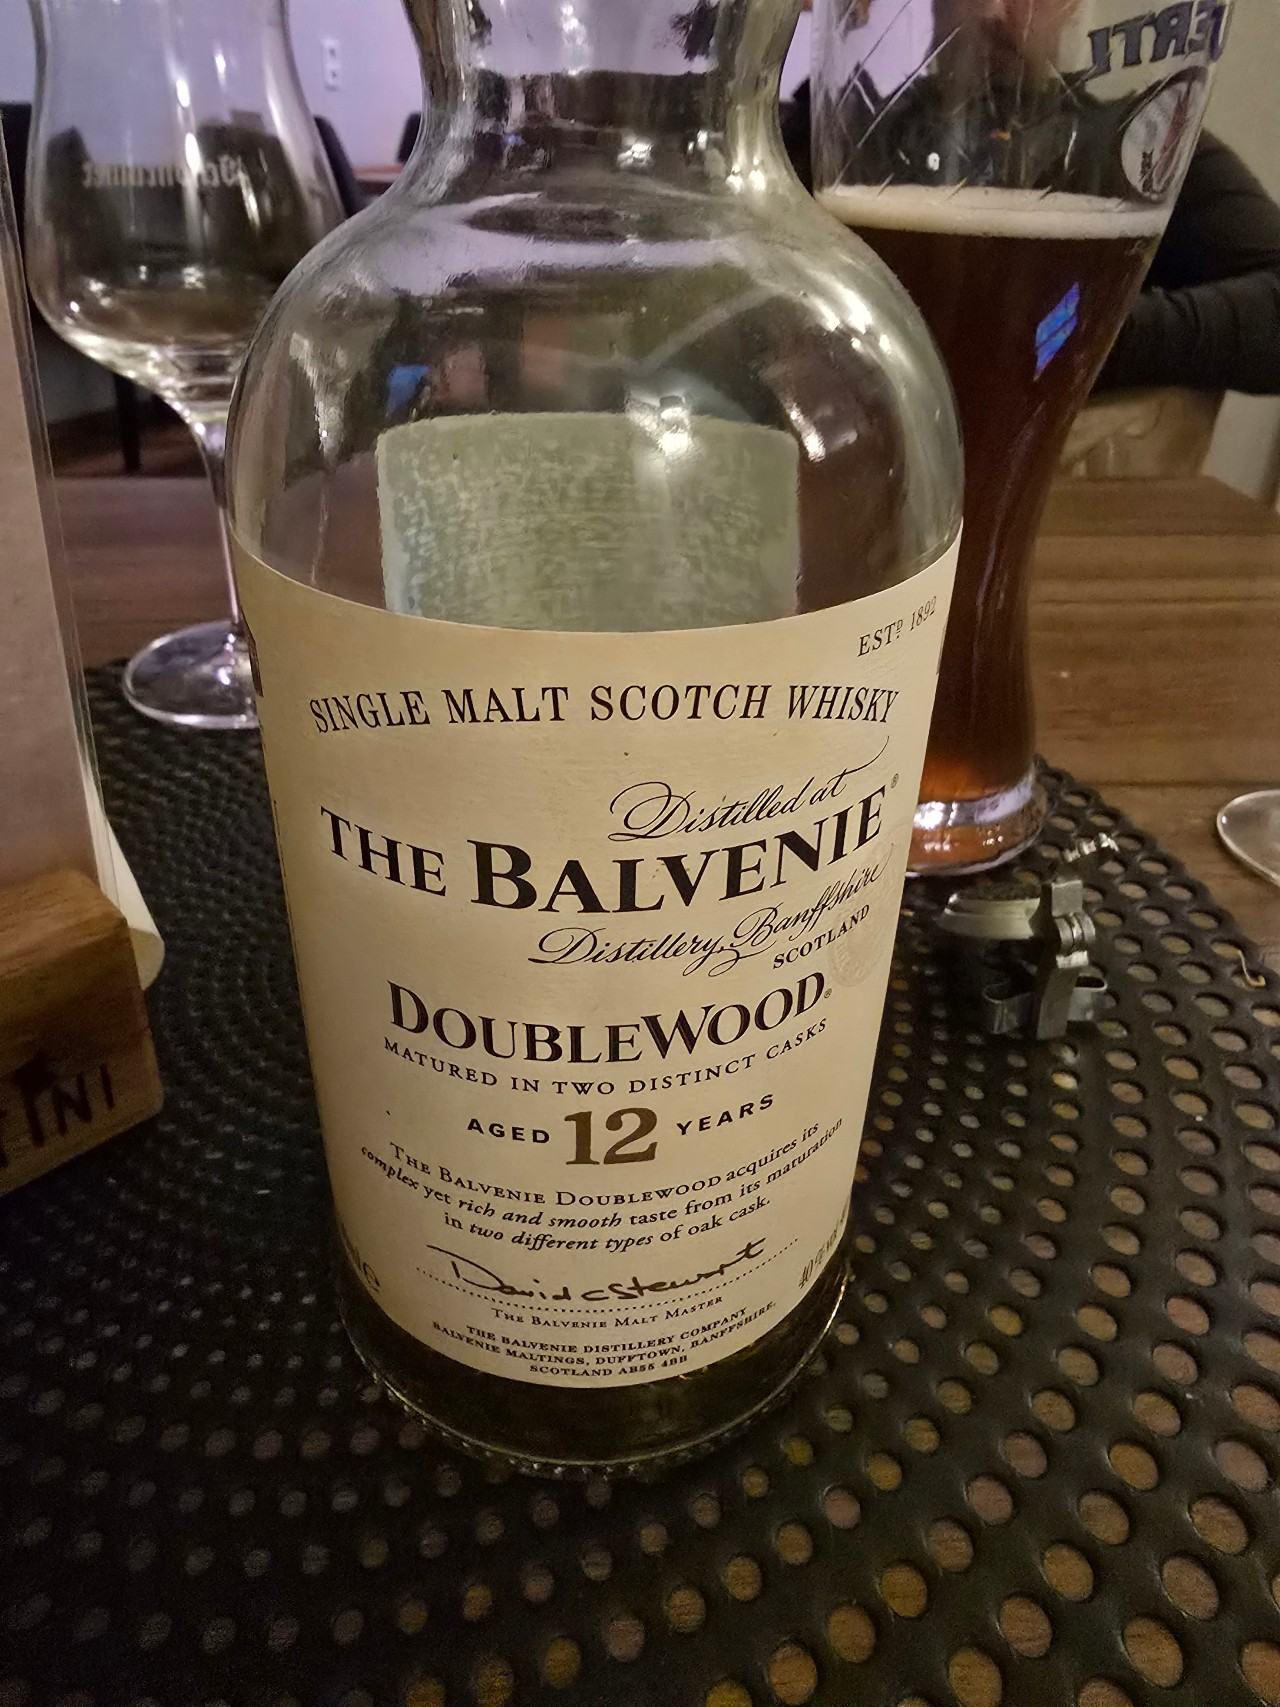 ESTD 1892
SINGLE MALT SCOTCH WHISKY
Distilled at
THE BALVENIE®
Distillery, Banffshire
SCOTLAND
DOUBLEWOOD®
MATURED IN TWO DISTINCT CASKS
AGED 12 YEARS
THE BALVENIE DOUBLEWOOD acquires its
complex yet rich and smooth taste from its maturation
in two different types of oak cask.
David C Stewart
THE BALVENIE MALT MASTER
THE BALVENIE DISTILLERY COMPANY
BALVENIE MALTINGS, DUFFTOWN, BANFFSHIRE,
SCOTLAND AB55 4BB